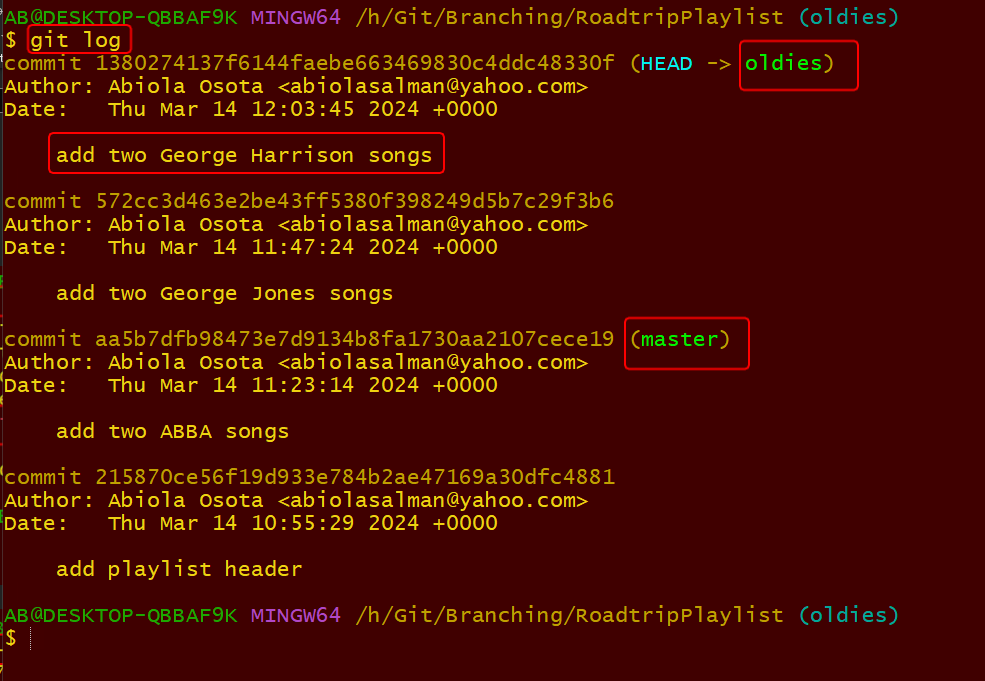 AB@DESKTOP-QBBAF9K MINGW64 /h/Git/Branching/RoadtripPlaylist (oldies)
$ git log
commit 1380274137f6144faebe663469830c4ddc48330f (HEAD -> oldies)
Author: Abiola Osota <abiolasalman@yahoo.com>
Date:   Thu Mar 14 12:03:45 2024 +0000
add two George Harrison songs
commit 572cc3d463e2be43ff5380f398249d5b7c29f3b6
Author: Abiola Osota <abiolasalman@yahoo.com>
Date:   Thu Mar 14 11:47:24 2024 +0000
add two George Jones songs
commit aa5b7dfb98473e7d9134b8fa1730aa2107cece19 (master)
Author: Abiola Osota <abiolasalman@yahoo.com>
Date:   Thu Mar 14 11:23:14 2024 +0000
add two ABBA songs
commit 215870ce56f19d933e784b2ae47169a30dfc4881
Author: Abiola Osota <abiolasalman@yahoo.com>
Date:   Thu Mar 14 10:55:29 2024 +0000
add playlist header
AB@DESKTOP-QBBAF9K MINGW64 /h/Git/Branching/RoadtripPlaylist (oldies)
$